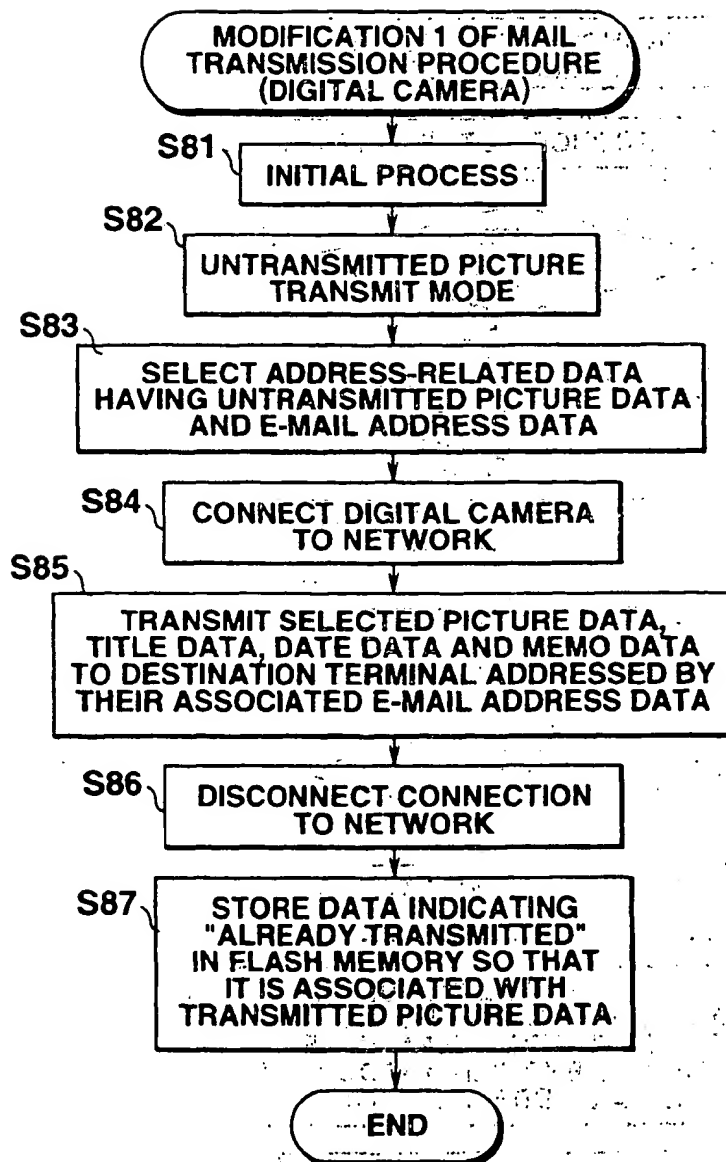 MODIFICATION 1 OF MAIL
TRANSMISSION PROCEDURE
(DIGITAL CAMERA)
S81
INITIAL PROCESS
S82
UNTRANSMITTED PICTURE
TRANSMIT MODE
S83
SELECT ADDRESS-RELATED DATA
HAVING UNTRANSMITTED PICTURE DATA
AND E-MAIL ADDRESS DATA
S84
CONNECT DIGITAL CAMERA
TO NETWORK
S85
TRANSMIT SELECTED PICTURE DATA,
TITLE DATA, DATE DATA AND MEMO DATA
TO DESTINATION TERMINAL ADDRESSED BY
THEIR ASSOCIATED E-MAIL ADDRESS DATA
S86
DISCONNECT CONNECTION
TO NETWORK
S87
STORE DATA INDICATING
"ALREADY TRANSMITTED"
IN FLASH MEMORY SO THAT
IT IS ASSOCIATED WITH
TRANSMITTED PICTURE DATA
END